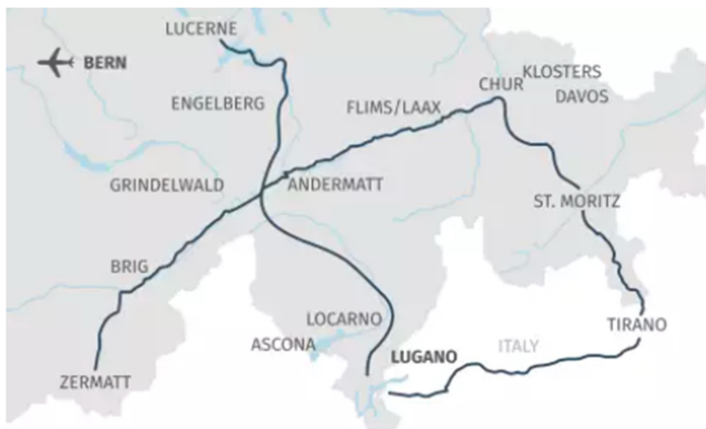 LUCERNE
BERN
KLOSTERS
CHUR
DAVOS
ENGELBERG
FLIMS/LAAX
GRINDELWALD
ANDERMATT
ST. MORITZ
BRIG
LOCARNO
TIRANO
ASCONA
LUGANO
ITALY
ZERMATT